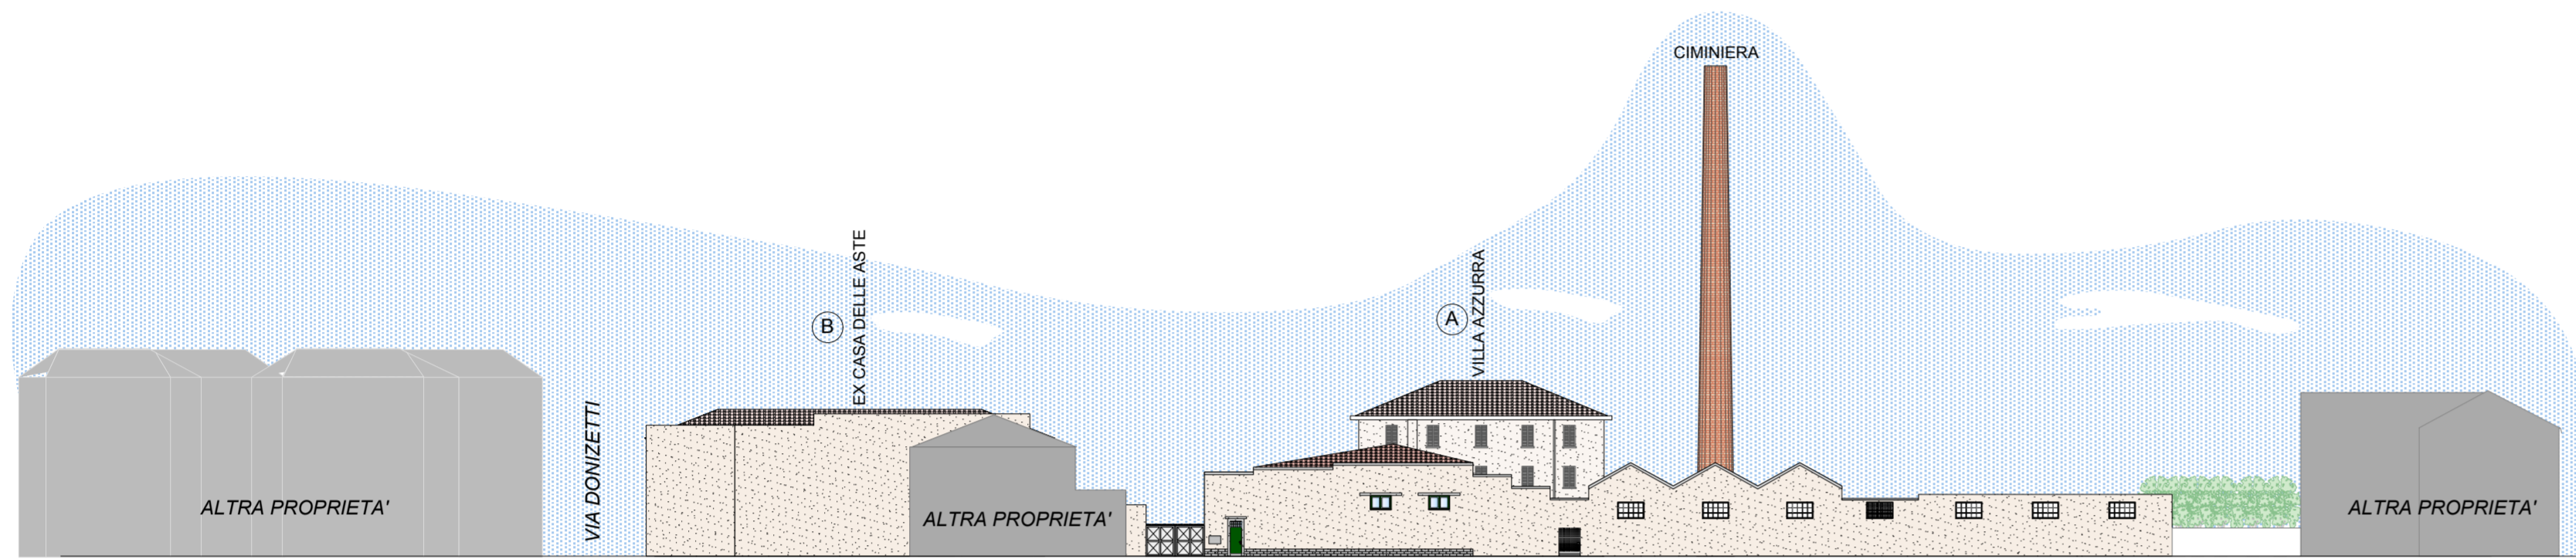 CIMINIERA
EX CASA DELLE ASTE
B
VILLA AZZURRA
A
VIA DONIZETTI
ALTRA PROPRIETA'
ALTRA PROPRIETA'
ALTRA PROPRIETA'